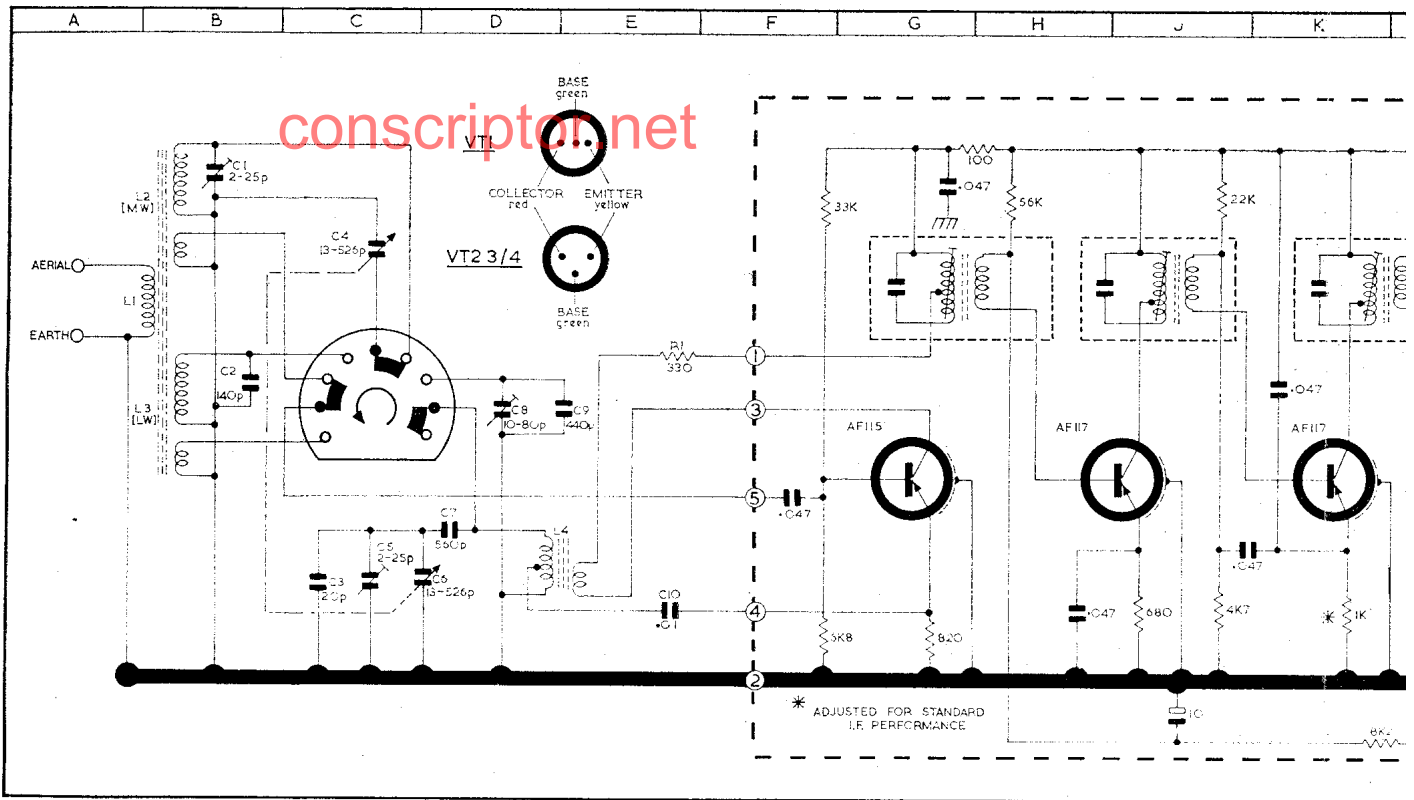 A B C D E F G H J K
BASE
green
conscriptor.net
VT1
COLLECTOR
red
EMITTER
yellow
VT2 3/4
BASE
green
L2
[MW]
C1
2-25p
C4
13-526p
AERIAL
L1
EARTH
C2
140p
L3
[LW]
C8
10-80p
C9
440p
R1
330
C7
560p
L4
C5
2-25p
C3
C6
13-526p
C10
.01
1
3
5
4
2
33K
.047
100
56K
22K
.047
AF115
AF117
AF117
.047
.047
.047
820
680
4K7
* 1K
* ADJUSTED FOR STANDARD
I.F. PERFORMANCE
10